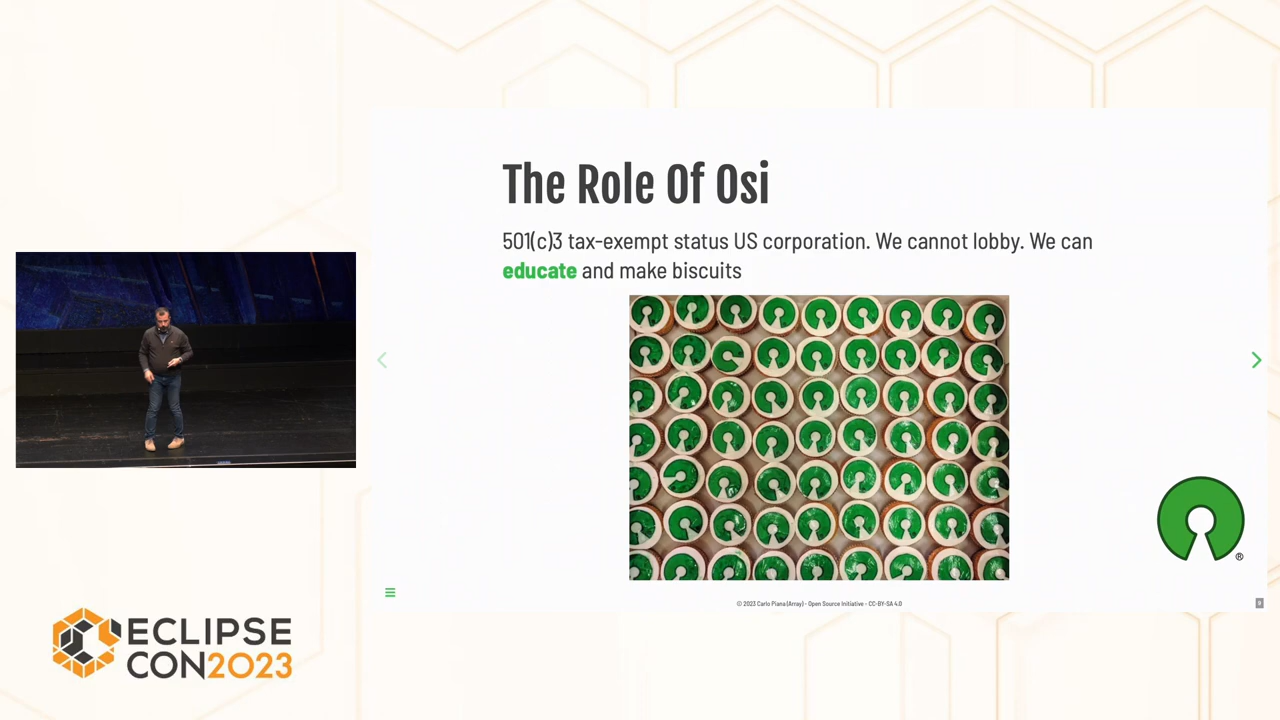 The Role Of Osi
501(c)3 tax-exempt status US corporation. We cannot lobby. We can
educate and make biscuits
®
© 2023 Carlo Piana (Array) - Open Source Initiative - CC-BY-SA 4.0
ECLIPSE
CON2023